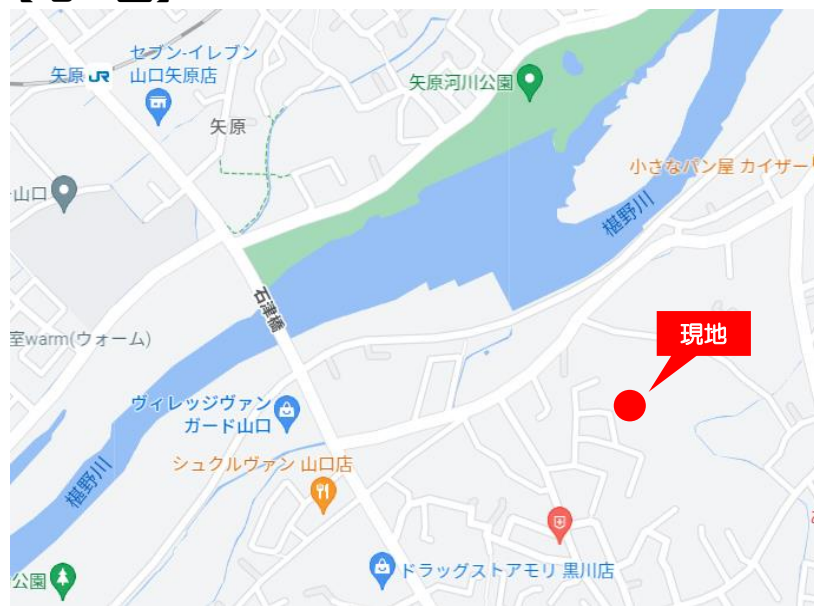 セブン-イレブン
山口矢原店
矢原 JR
矢原河川公園
矢原
小さなパン屋 カイザー
山口
椹野川
石津橋
現地
室warm(ウォーム)
ヴィレッジヴァン
ガード山口
シュクルヴァン 山口店
椹野川
ドラッグストアモリ 黒川店
公園